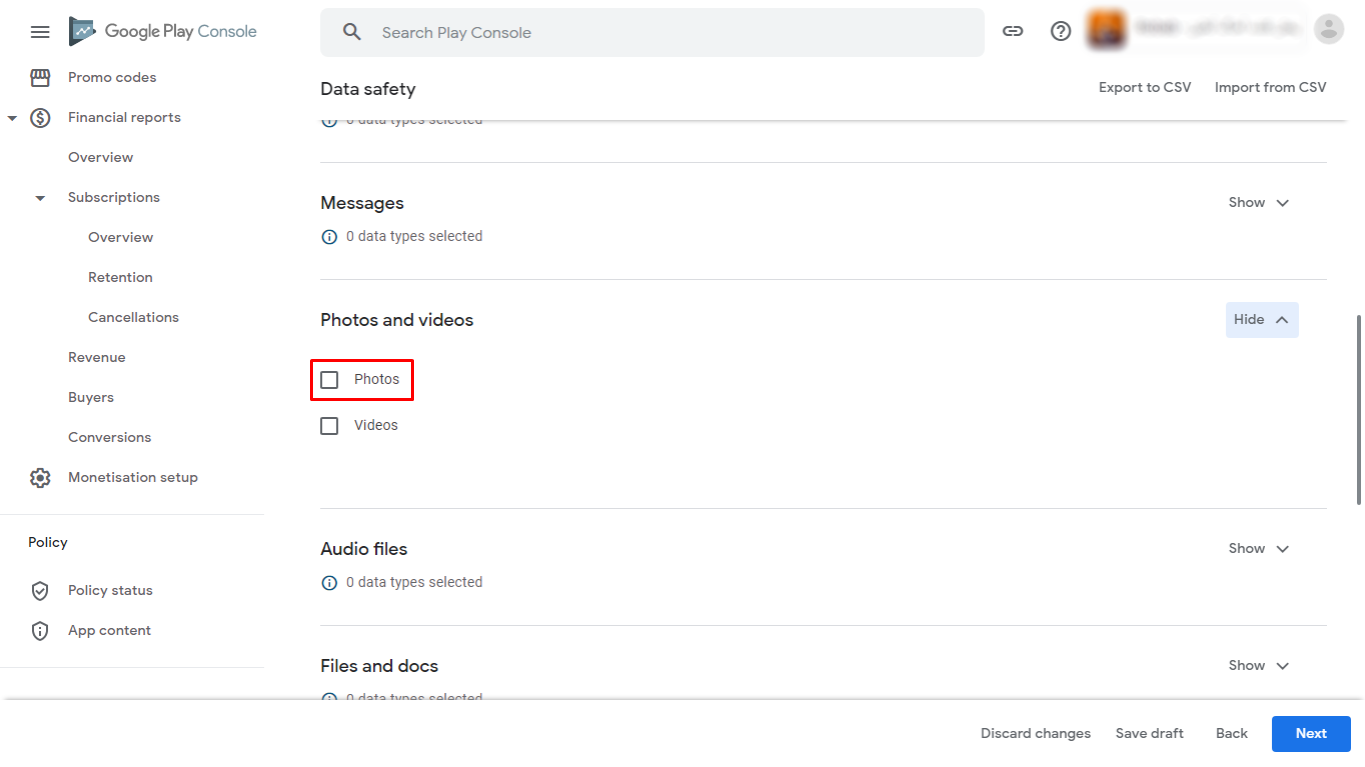 Google Play Console
Search Play Console
Promo codes
Financial reports
Overview
Subscriptions
Overview
Retention
Cancellations
Revenue
Buyers
Conversions
Monetisation setup
Policy
Policy status
App content
Data safety
Export to CSV
Import from CSV
0 data types selected
Messages
Show
0 data types selected
Photos and videos
Hide
Photos
Videos
Audio files
Show
0 data types selected
Files and docs
Show
0 data types selected
Discard changes
Save draft
Back
Next